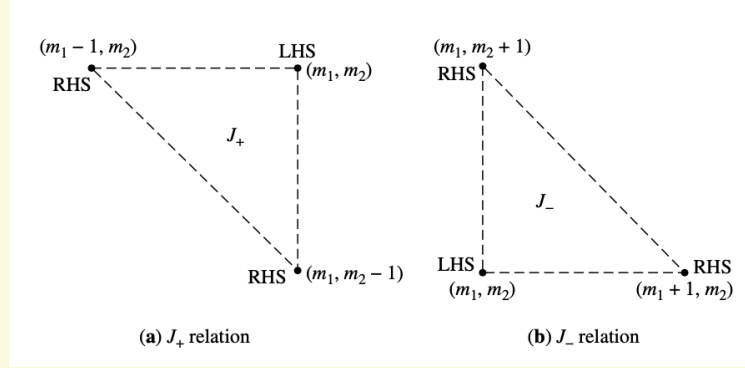 (m₁ − 1, m₂)
LHS
(m₁, m₂)
RHS
J₊
RHS
(m₁, m₂ − 1)
(a) J₊ relation
(m₁, m₂ + 1)
RHS
J₋
LHS
RHS
(m₁, m₂)
(m₁ + 1, m₂)
(b) J₋ relation